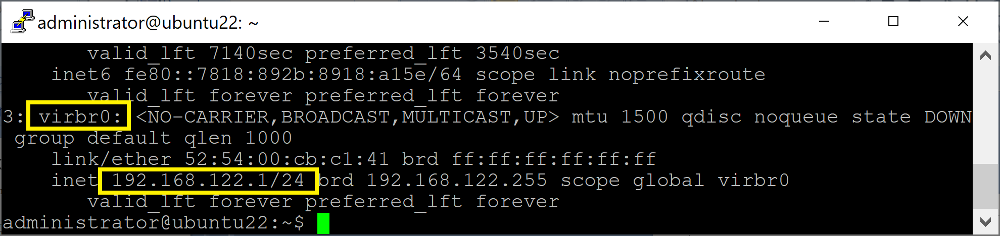 administrator@ubuntu22: ~
valid_lft 7140sec preferred_lft 3540sec
inet6 fe80::7818:892b:8918:a15e/64 scope link noprefixroute
valid_lft forever preferred_lft forever
3: virbr0: <NO-CARRIER,BROADCAST,MULTICAST,UP> mtu 1500 qdisc noqueue state DOWN
group default qlen 1000
link/ether 52:54:00:cb:c1:41 brd ff:ff:ff:ff:ff:ff
inet 192.168.122.1/24 brd 192.168.122.255 scope global virbr0
valid_lft forever preferred_lft forever
administrator@ubuntu22:~$